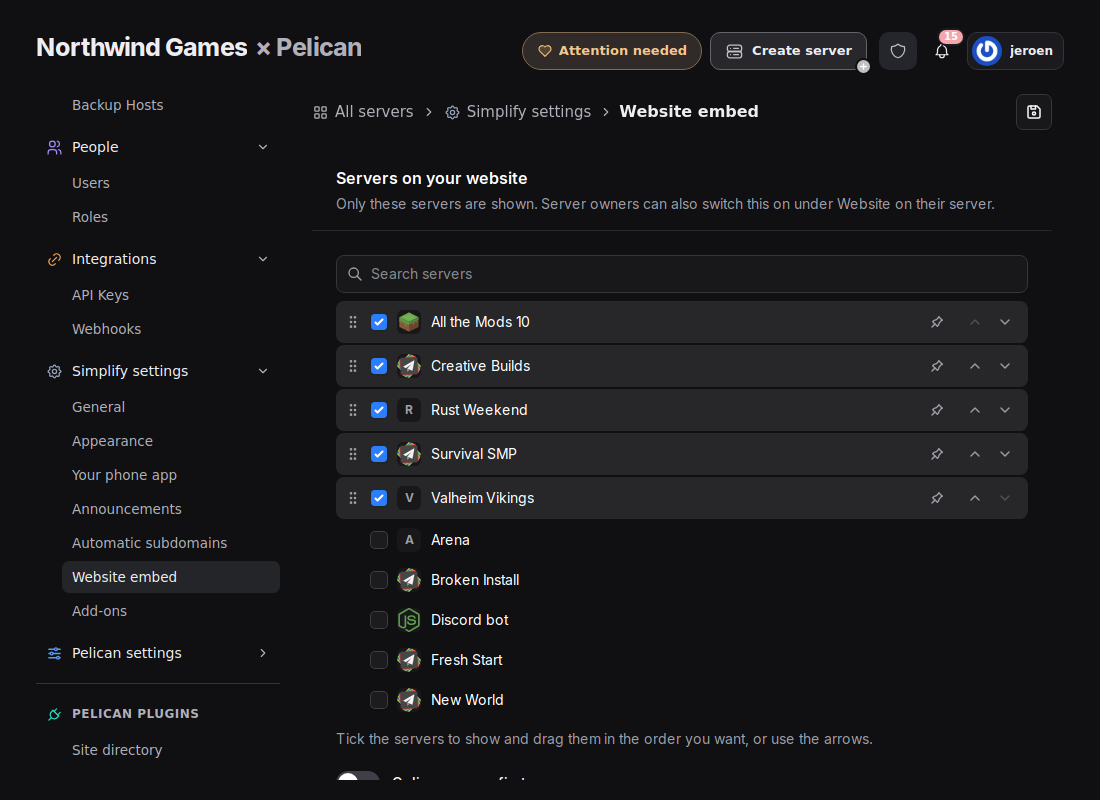 Northwind Games × Pelican
Attention needed
Create server
15
jeroen
Backup Hosts
People
Users
Roles
Integrations
API Keys
Webhooks
Simplify settings
General
Appearance
Your phone app
Announcements
Automatic subdomains
Website embed
Add-ons
Pelican settings
PELICAN PLUGINS
Site directory
All servers > Simplify settings > Website embed
Servers on your website
Only these servers are shown. Server owners can also switch this on under Website on their server.
Search servers
All the Mods 10
Creative Builds
R Rust Weekend
Survival SMP
V Valheim Vikings
A Arena
Broken Install
JS Discord bot
Fresh Start
New World
Tick the servers to show and drag them in the order you want, or use the arrows.